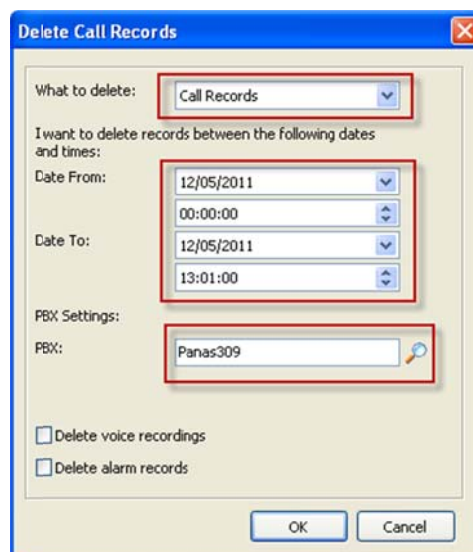 Delete Call Records
What to delete: Call Records
I want to delete records between the following dates
and times:
Date From: 12/05/2011
00:00:00
Date To: 12/05/2011
13:01:00
PBX Settings:
PBX: Panas309
Delete voice recordings
Delete alarm records
OK Cancel